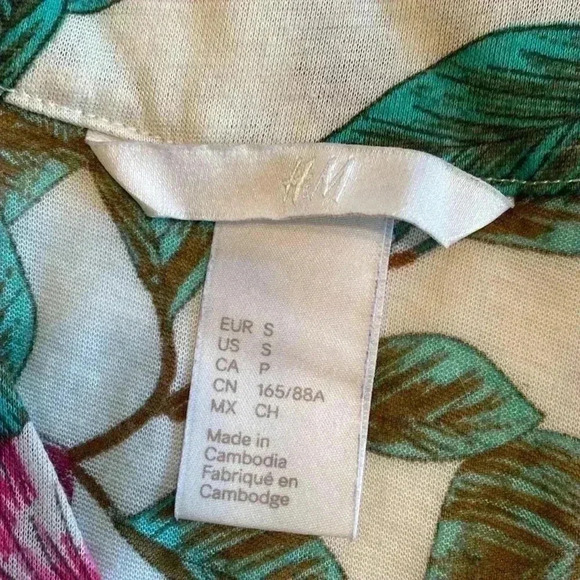 H&M
EUR S
US S
CA P
CN 165/88A
MX CH
Made in
Cambodia
Fabriqué en
Cambodge